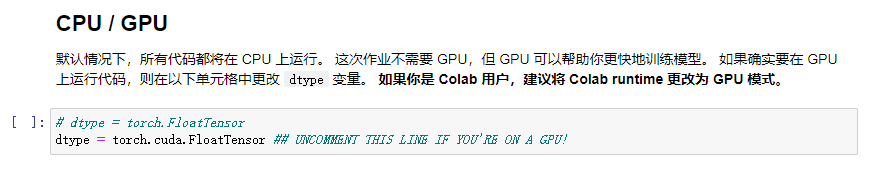 CPU / GPU
默认情况下，所有代码都将在 CPU 上运行。 这次作业不需要 GPU，但 GPU 可以帮助你更快地训练模型。 如果确实要在 GPU
上运行代码，则在以下单元格中更改 dtype 变量。 如果你是 Colab 用户，建议将 Colab runtime 更改为 GPU 模式。
[ ]: # dtype = torch.FloatTensor
dtype = torch.cuda.FloatTensor ## UNCOMMENT THIS LINE IF YOU'RE ON A GPU!